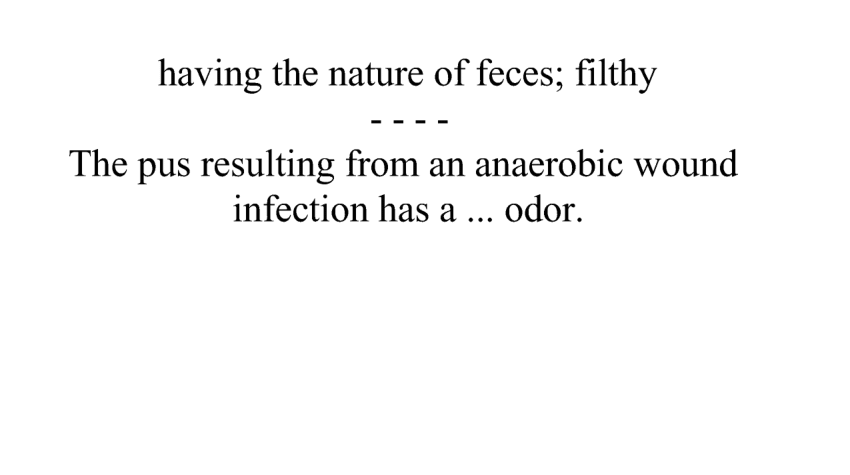 having the nature of feces; filthy
- - - -
The pus resulting from an anaerobic wound
infection has a ... odor.